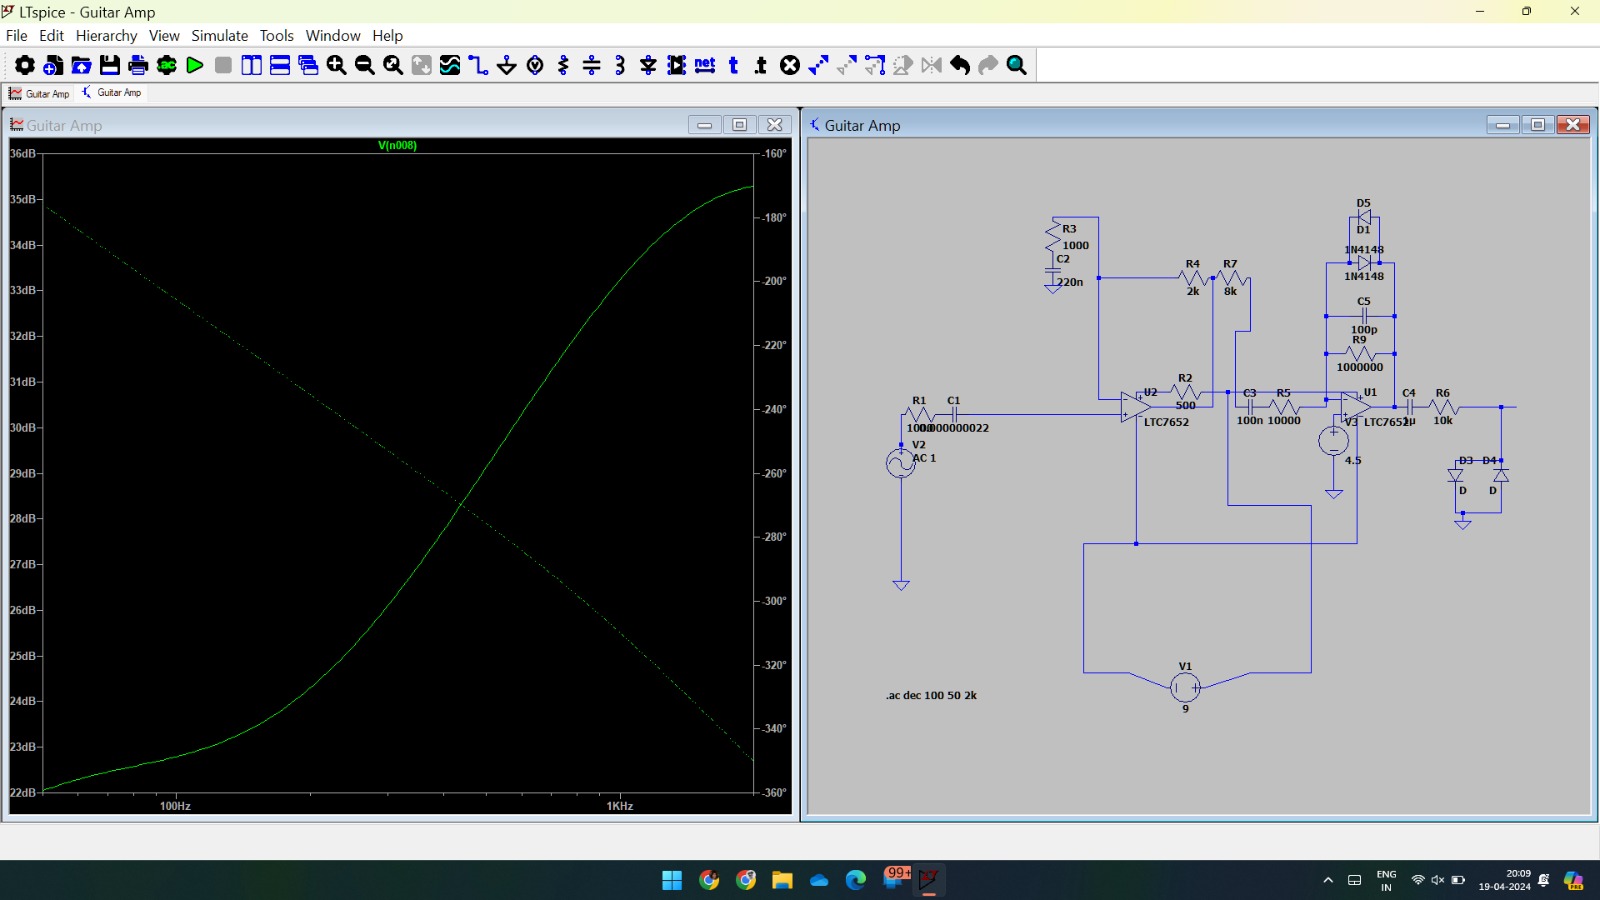 LTspice - Guitar Amp
File Edit Hierarchy View Simulate Tools Window Help
Guitar Amp
Guitar Amp
Guitar Amp
V(n008)
36dB
35dB
34dB
33dB
32dB
31dB
30dB
29dB
28dB
27dB
26dB
25dB
24dB
23dB
22dB
-160°
-180°
-200°
-220°
-240°
-260°
-280°
-300°
-320°
-340°
-360°
100Hz
1KHz
Guitar Amp
D5
D1
1N4148
1N4148
C5
100p
R9
1000000
R3
1000
C2
220n
R4
2k
R7
8k
R1
C1
V2
AC 1
U2
LTC7652
R2
500
C3
100n
R5
10000
U1
LTC7652
V3
4.5
C4
1µ
R6
10k
D3
D
D4
D
V1
9
.ac dec 100 50 2k
99+
ENG
IN
20:09
19-04-2024
PRE